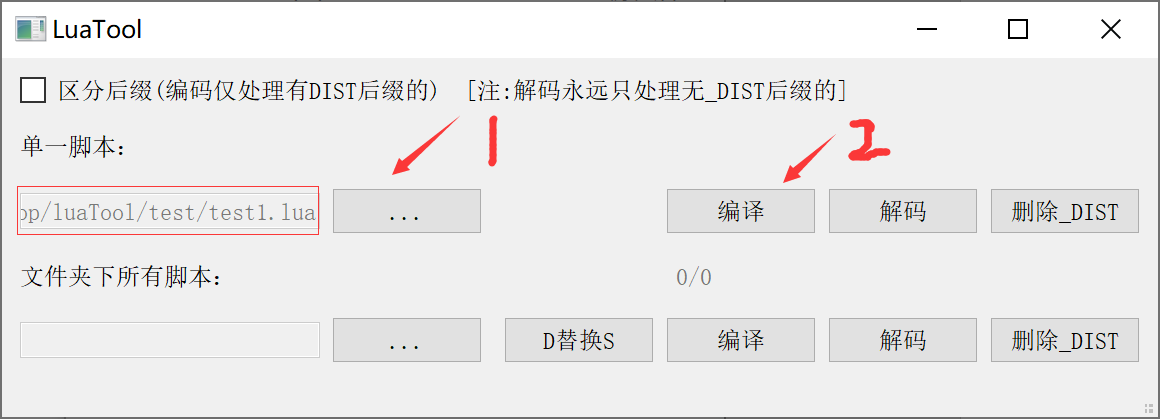 LuaTool
区分后缀(编码仅处理有DIST后缀的) [注:解码永远只处理无_DIST后缀的]
1
2
单一脚本:
op/luaTool/test/test1.lua ... 编译 解码 删除_DIST
文件夹下所有脚本: 0/0
... D替换S 编译 解码 删除_DIST